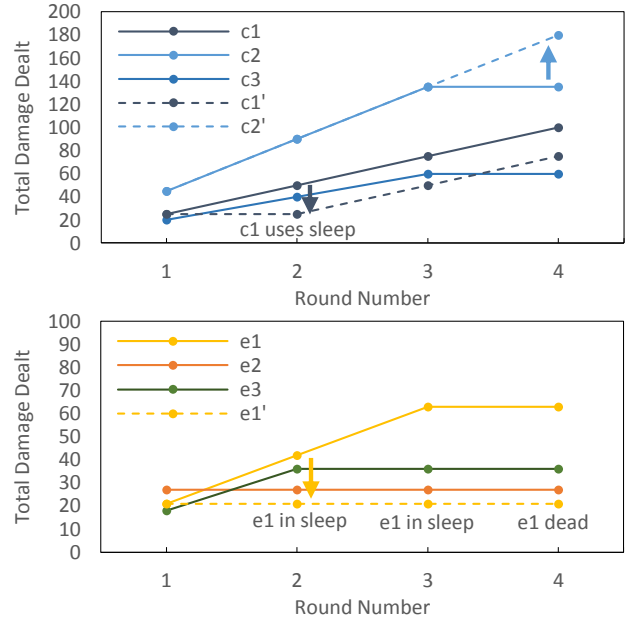 200
180
160
140
120
100
80
60
40
20
0
Total Damage Dealt
c1
c2
c3
c1'
c2'
c1 uses sleep
1 2 3 4
Round Number
100
90
80
70
60
50
40
30
20
10
0
Total Damage Dealt
e1
e2
e3
e1'
e1 in sleep e1 in sleep e1 dead
1 2 3 4
Round Number